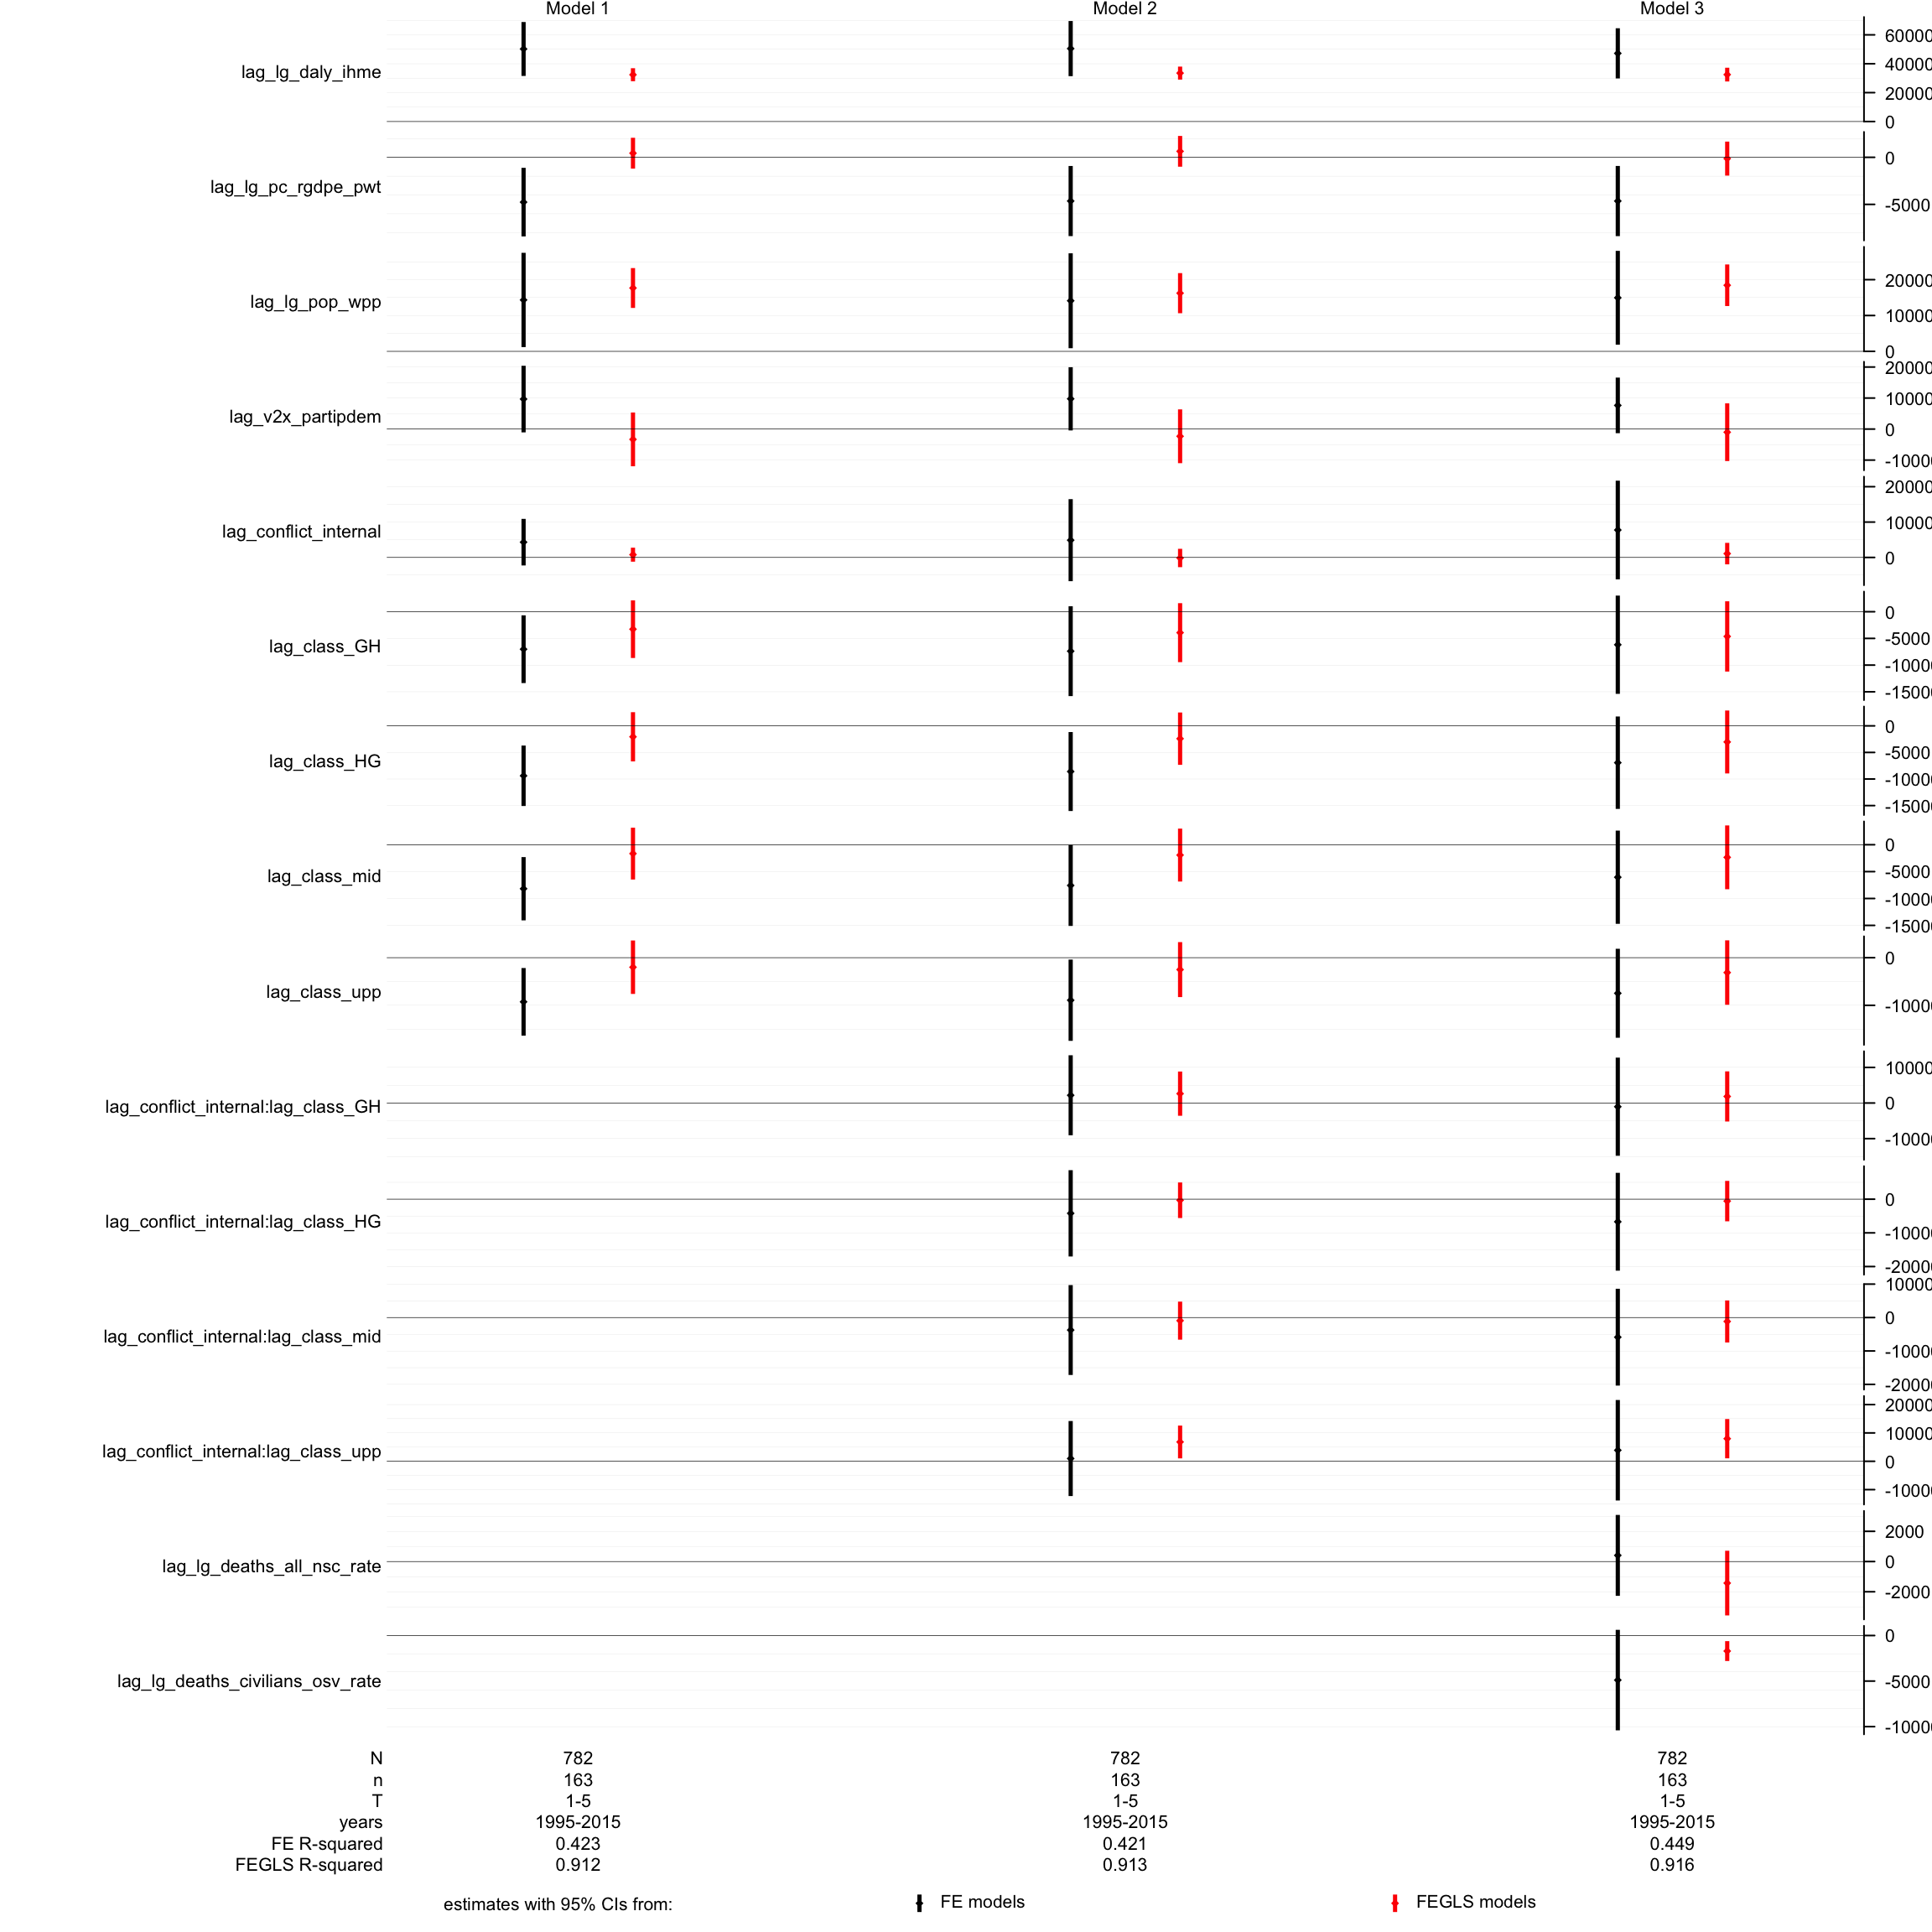 Model 1 Model 2 Model 3
lag_lg_daly_ihme
60000
40000
20000
0
lag_lg_pc_rgdpe_pwt
0
-5000
lag_lg_pop_wpp
20000
10000
0
lag_v2x_partipdem
20000
10000
0
-10000
lag_conflict_internal
20000
10000
0
lag_class_GH
0
-5000
-10000
-15000
lag_class_HG
0
-5000
-10000
-15000
lag_class_mid
0
-5000
-10000
-15000
lag_class_upp
0
-10000
lag_conflict_internal:lag_class_GH
10000
0
-10000
lag_conflict_internal:lag_class_HG
0
-10000
-20000
lag_conflict_internal:lag_class_mid
10000
0
-10000
-20000
lag_conflict_internal:lag_class_upp
20000
10000
0
-10000
lag_lg_deaths_all_nsc_rate
2000
0
-2000
lag_lg_deaths_civilians_osv_rate
0
-5000
-10000
N 782 782 782
n 163 163 163
T 1-5 1-5 1-5
years 1995-2015 1995-2015 1995-2015
FE R-squared 0.423 0.421 0.449
FEGLS R-squared 0.912 0.913 0.916
estimates with 95% CIs from: FE models FEGLS models